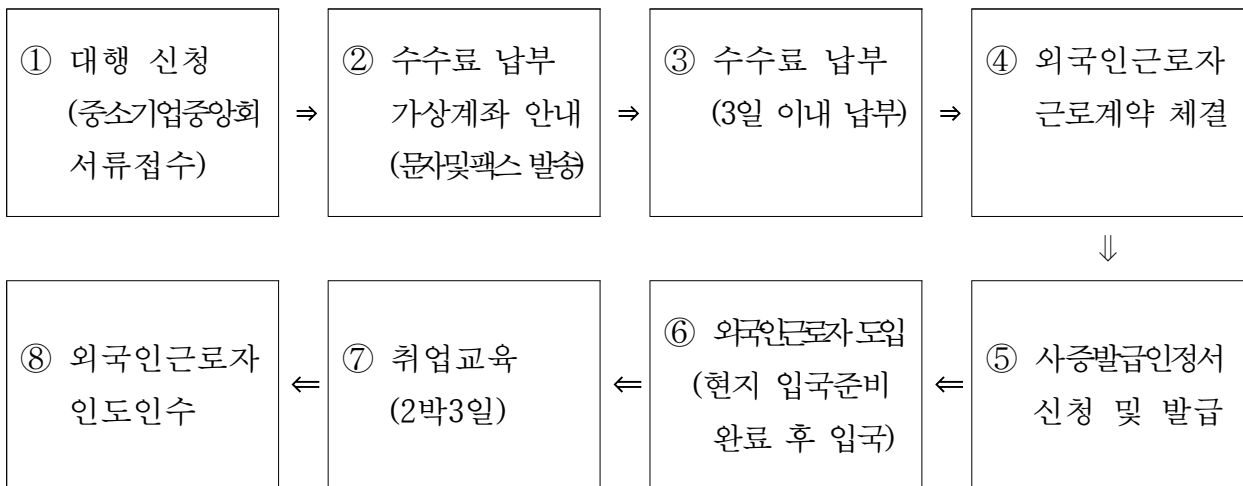 ① 대행 신청
(중소기업중앙회
서류접수)
⇒
② 수수료 납부
가상계좌 안내
(문자및팩스 발송)
⇒
③ 수수료 납부
(3일 이내 납부)
⇒
④ 외국인근로자
근로계약 체결
⇓
⑤ 사증발급인정서
신청 및 발급
⇐
⑥ 외국인근로자 도입
(현지 입국준비
완료 후 입국)
⇐
⑦ 취업교육
(2박3일)
⇐
⑧ 외국인근로자
인도인수